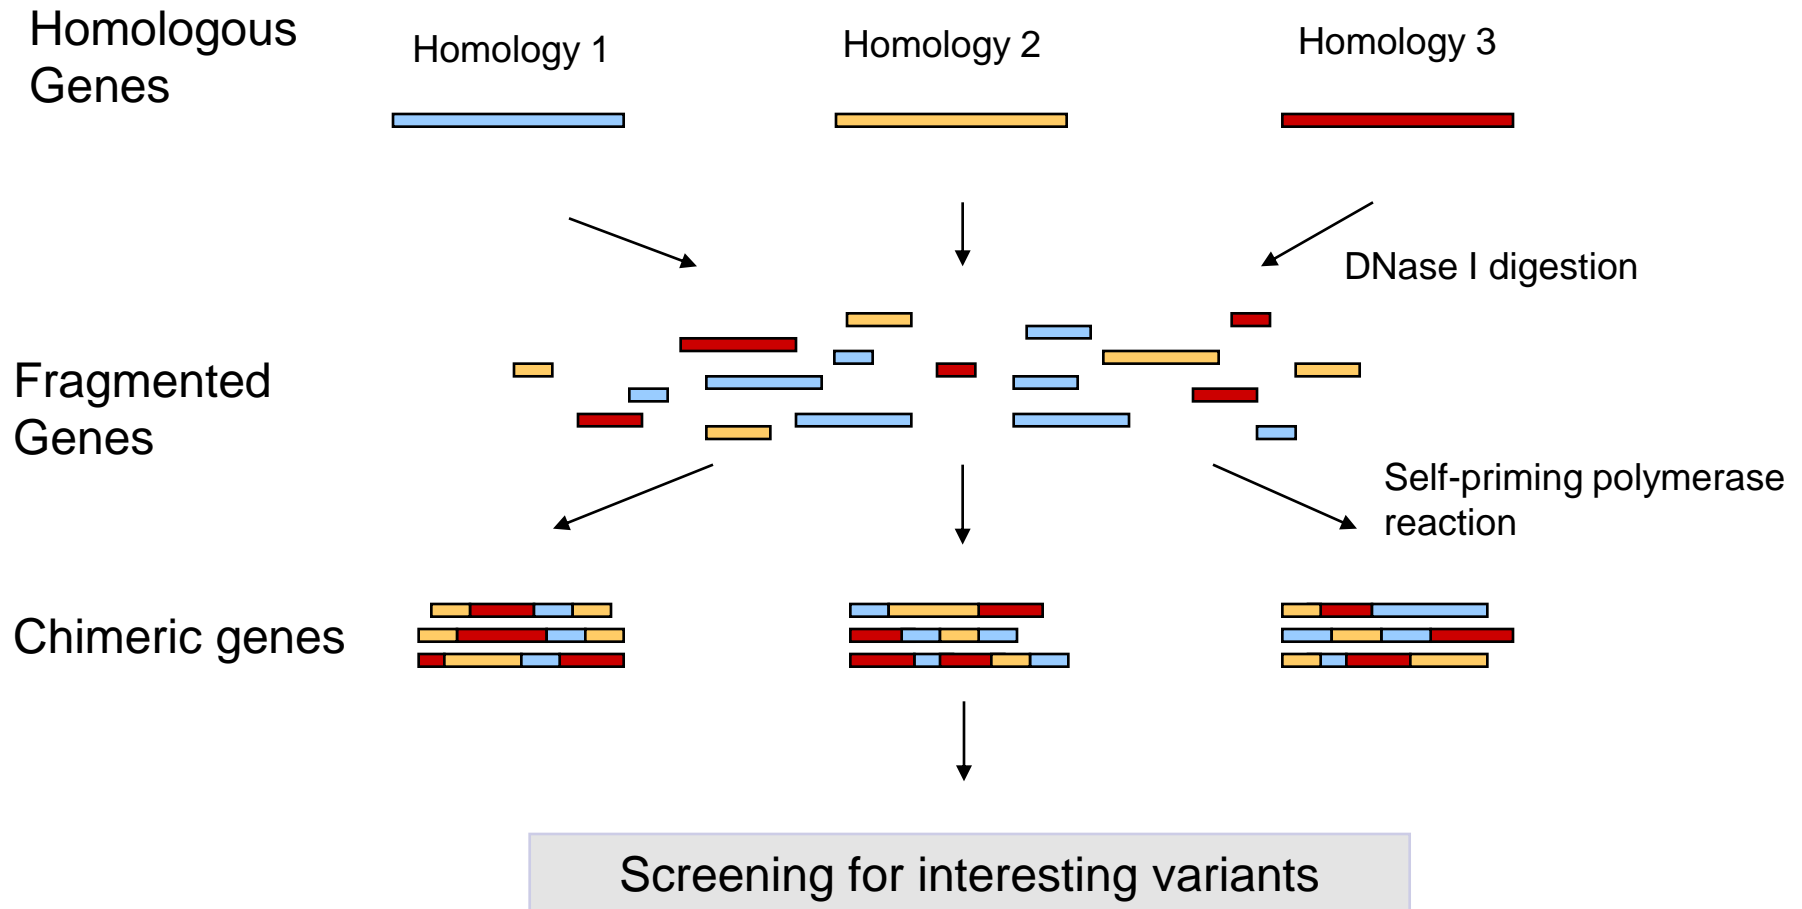 Homologous
Genes
Homology 1
Homology 2
Homology 3
DNase I digestion
Fragmented
Genes
Self-priming polymerase
reaction
Chimeric genes
Screening for interesting variants